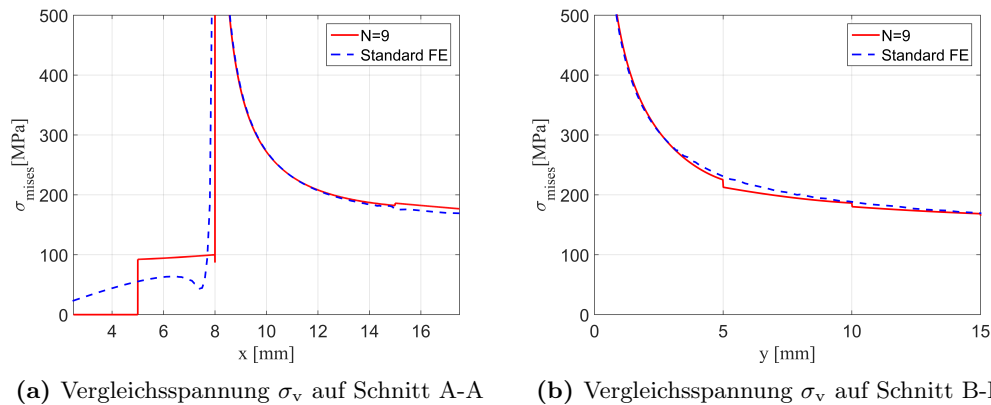 500
400
300
200
100
0
σmises[MPa]
N=9
Standard FE
4 6 8 10 12 14 16
x [mm]
500
400
300
200
100
0
σmises[MPa]
N=9
Standard FE
0 5 10 15
y [mm]
(a) Vergleichsspannung σv auf Schnitt A-A
(b) Vergleichsspannung σv auf Schnitt